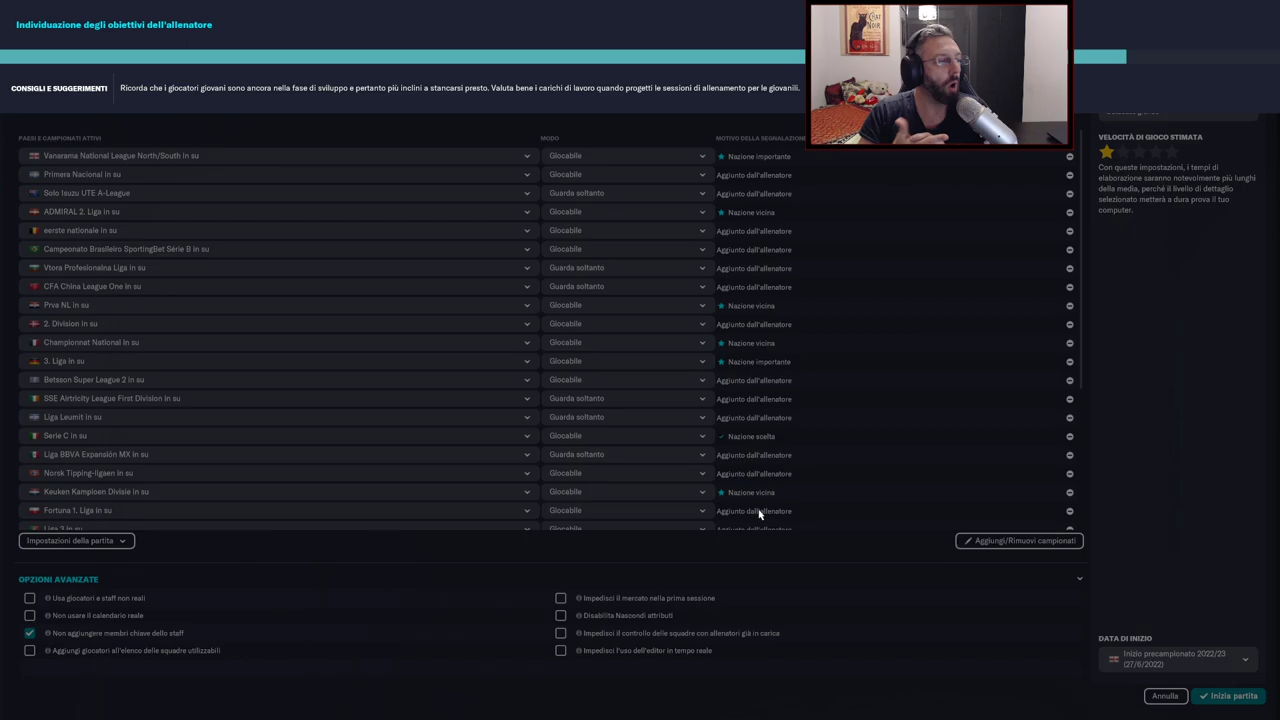 Individuazione degli obiettivi dell'allenatore
CONSIGLI E SUGGERIMENTI
Ricorda che i giocatori giovani sono ancora nella fase di sviluppo e pertanto più inclini a stancarsi presto. Valuta bene i carichi di lavoro quando progetti le sessioni di allenamento per le giovanili.
CHAT NOIR
PAESI E CAMPIONATI ATTIVI MODO MOTIVO DELLA SEGNALAZIONE
Vanarama National League North/South in su Giocabile Nazione importante
Primera Nacional in su Giocabile Aggiunto dall'allenatore
Solo Isuzu UTE A-League Guarda soltanto Aggiunto dall'allenatore
ADMIRAL 2. Liga in su Giocabile Nazione vicina
eerste nationale in su Giocabile Aggiunto dall'allenatore
Campeonato Brasileiro SportingBet Série B in su Giocabile Aggiunto dall'allenatore
Vtora Profesionalna Liga in su Guarda soltanto Aggiunto dall'allenatore
CFA China League One in su Guarda soltanto Aggiunto dall'allenatore
Prva NL in su Giocabile Nazione vicina
2. Division in su Giocabile Aggiunto dall'allenatore
Championnat National in su Giocabile Nazione vicina
3. Liga in su Giocabile Nazione importante
Betsson Super League 2 in su Giocabile Aggiunto dall'allenatore
SSE Airtricity League First Division in su Guarda soltanto Aggiunto dall'allenatore
Liga Leumit in su Guarda soltanto Aggiunto dall'allenatore
Serie C in su Giocabile Nazione scelta
Liga BBVA Expansión MX in su Guarda soltanto Aggiunto dall'allenatore
Norsk Tipping-ligaen in su Giocabile Aggiunto dall'allenatore
Keuken Kampioen Divisie in su Giocabile Nazione vicina
Fortuna 1. Liga in su Giocabile Aggiunto dall'allenatore
Liga 3 in su Giocabile Aggiunto dall'allenatore
Impostazioni della partita
Aggiungi/Rimuovi campionati
VELOCITÀ DI GIOCO STIMATA
Con queste impostazioni, i tempi di
elaborazione saranno notevolmente più lunghi
della media, perché il livello di dettaglio
selezionato metterà a dura prova il tuo
computer.
OPZIONI AVANZATE
Usa giocatori e staff non reali
Non usare il calendario reale
Non aggiungere membri chiave dello staff
Aggiungi giocatori all'elenco delle squadre utilizzabili
Impedisci il mercato nella prima sessione
Disabilita Nascondi attributi
Impedisci il controllo delle squadre con allenatori già in carica
Impedisci l'uso dell'editor in tempo reale
DATA DI INIZIO
Inizio precampionato 2022/23
(27/6/2022)
Annulla
Inizia partita